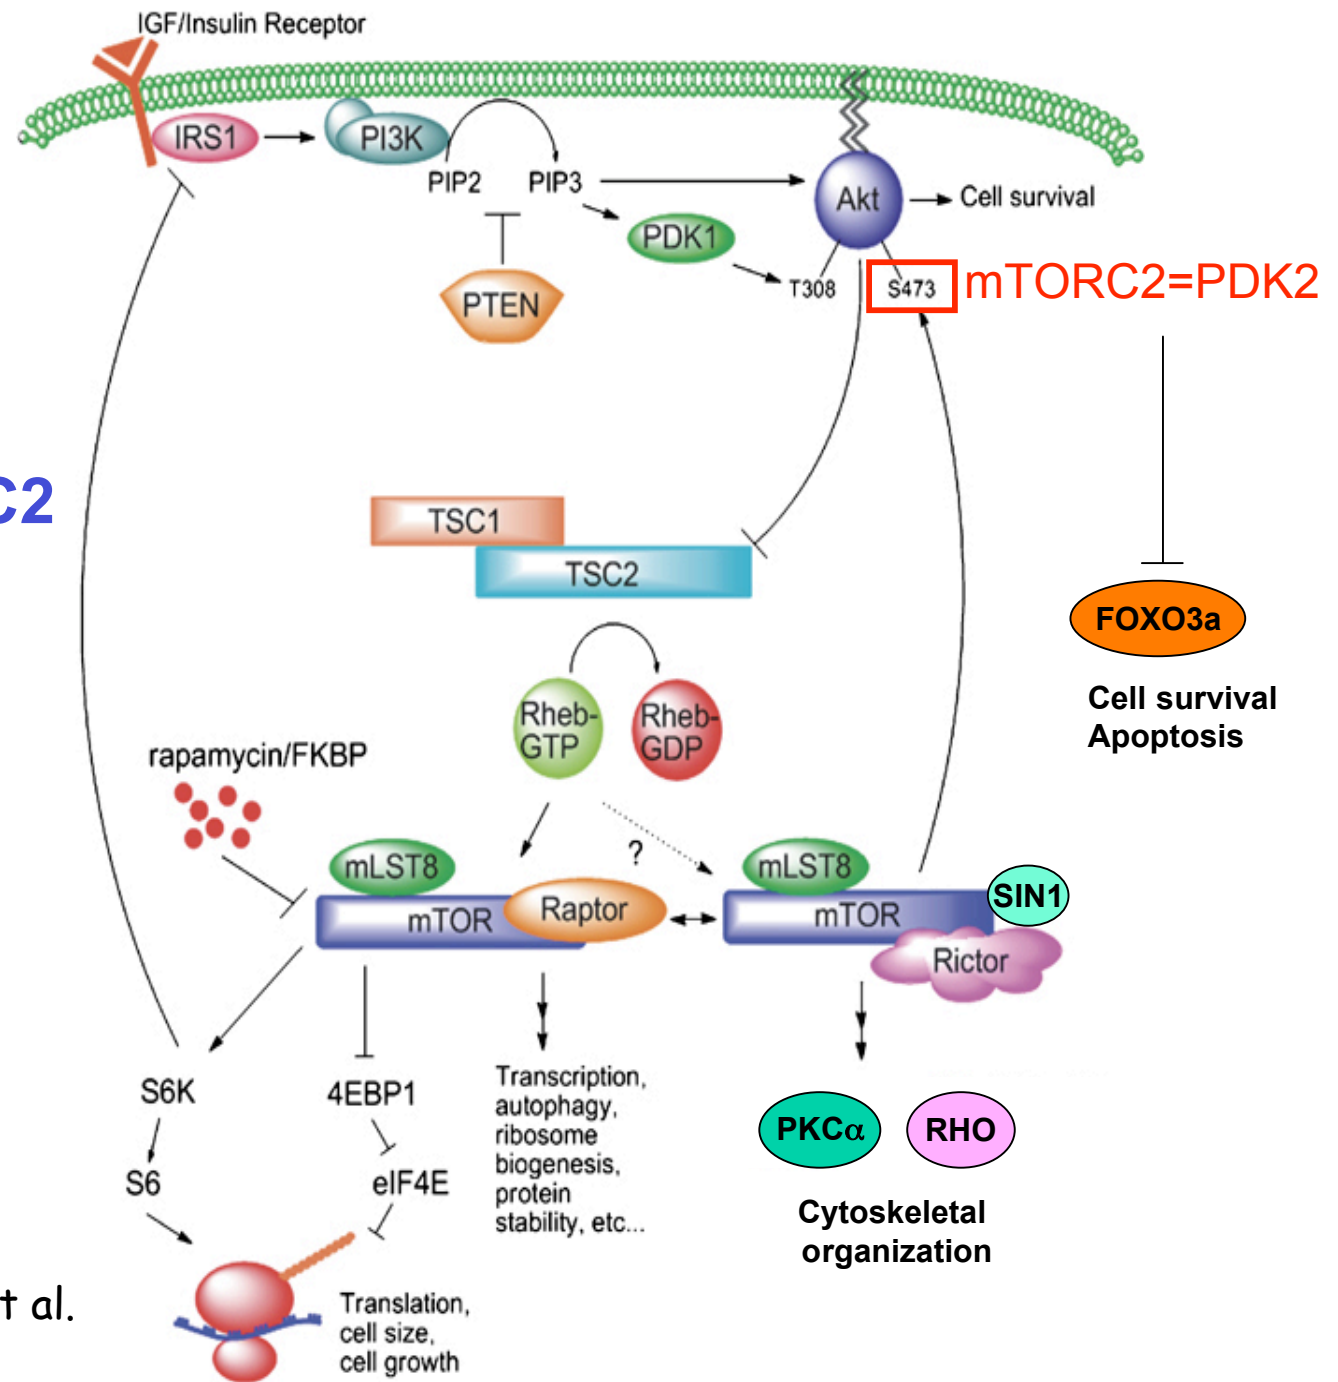 IGF/Insulin Receptor
IRS1
PI3K
PIP2
PIP3
Akt
Cell survival
PDK1
PTEN
T308
S473
mTORC2=PDK2
C2
TSC1
TSC2
FOXO3a
Cell survival
Apoptosis
Rheb-
GTP
Rheb-
GDP
rapamycin/FKBP
?
mLST8
mTOR
Raptor
mLST8
mTOR
SIN1
Rictor
S6K
4EBP1
Transcription,
autophagy,
ribosome
biogenesis,
protein
stability, etc...
PKCα
RHO
S6
eIF4E
Cytoskeletal
organization
t al.
Translation,
cell size,
cell growth